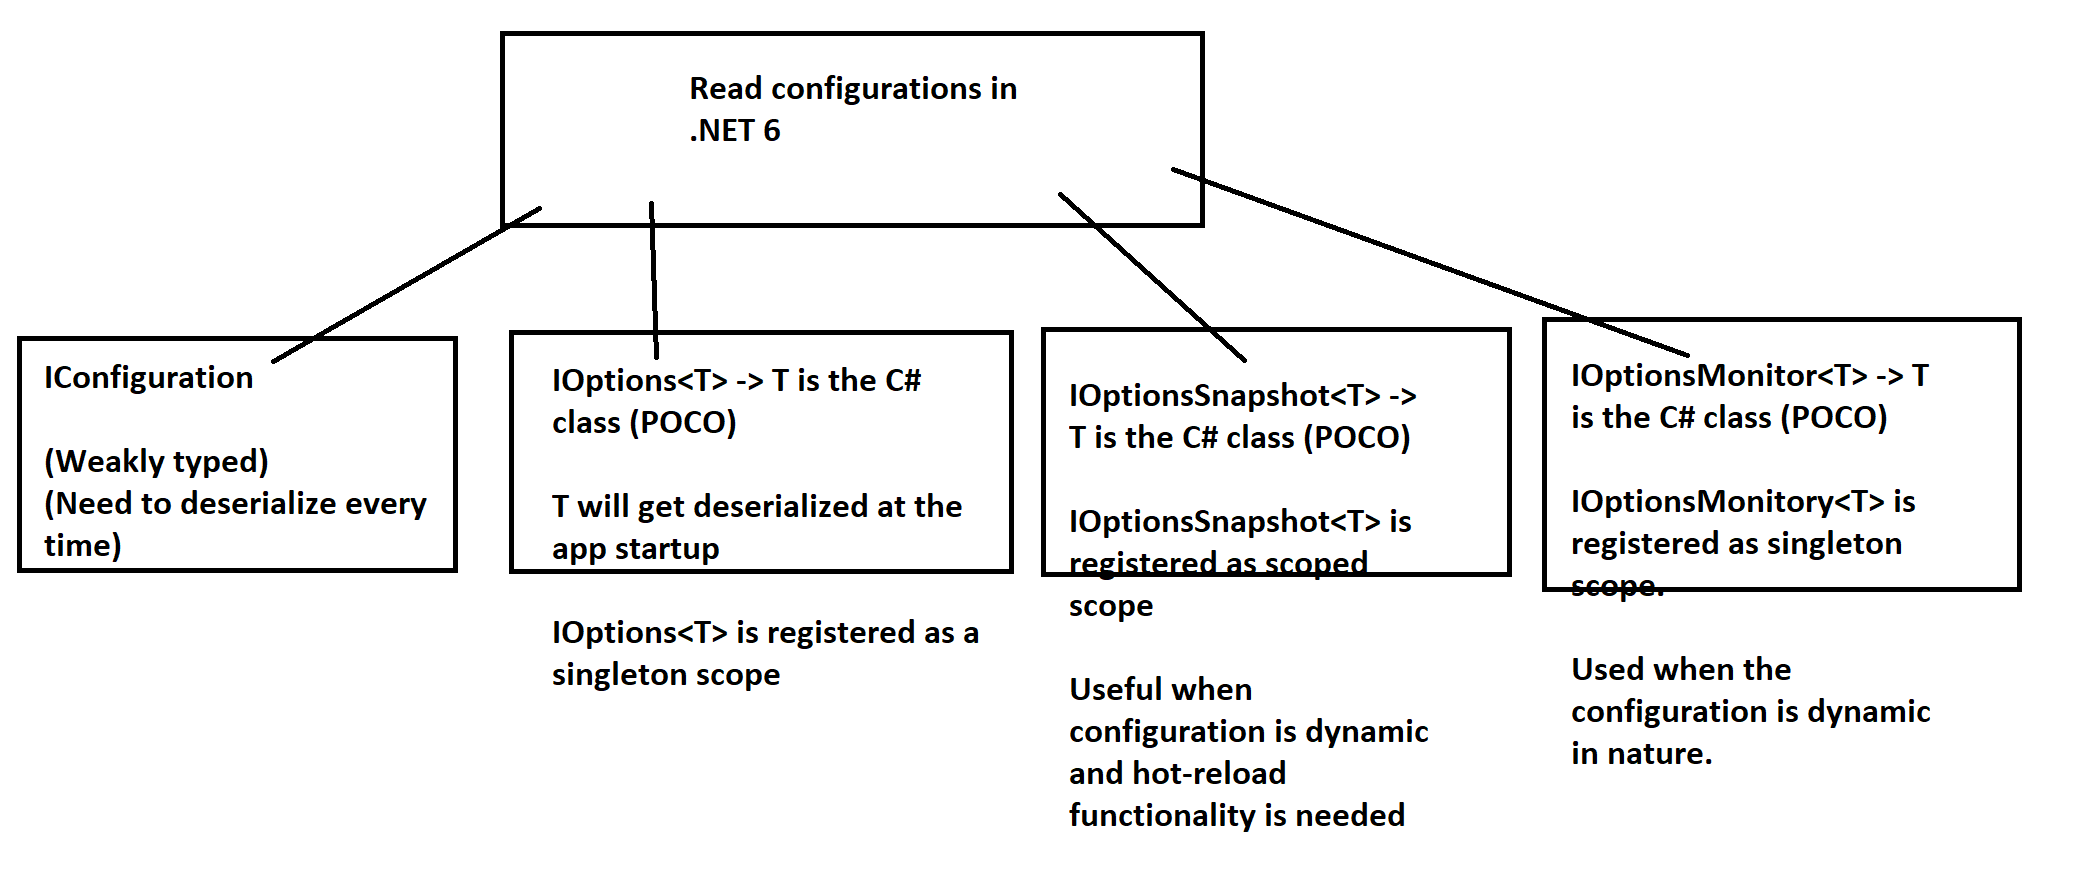 Read configurations in
.NET 6
IConfiguration
(Weakly typed)
(Need to deserialize every
time)
IOptions<T> -> T is the C#
class (POCO)
T will get deserialized at the
app startup
IOptions<T> is registered as a
singleton scope
IOptionsSnapshot<T> ->
T is the C# class (POCO)
IOptionsSnapshot<T> is
registered as scoped
scope
Useful when
configuration is dynamic
and hot-reload
functionality is needed
IOptionsMonitor<T> -> T
is the C# class (POCO)
IOptionsMonitory<T> is
registered as singleton
scope.
Used when the
configuration is dynamic
in nature.